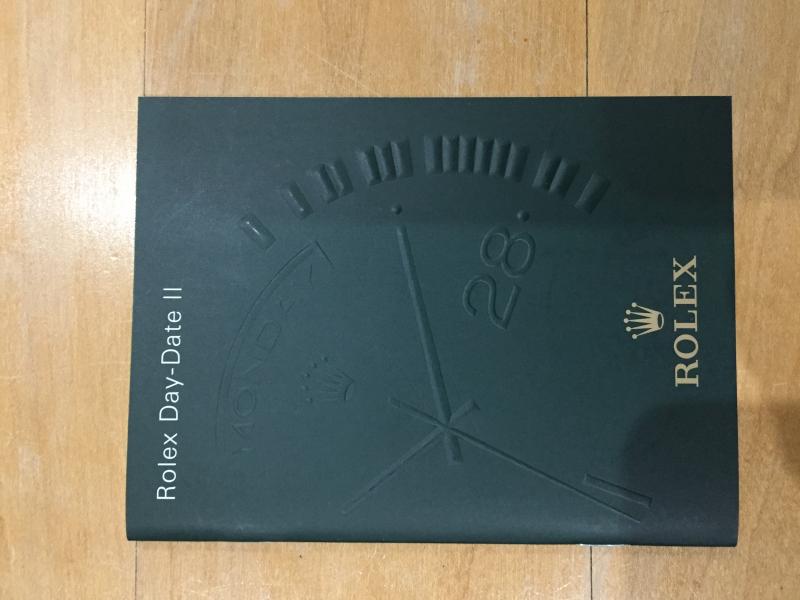 Rolex Day-Date II
MONDAY
28
ROLEX